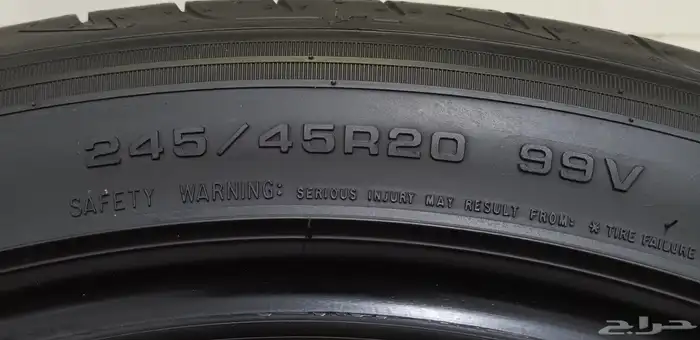 245/45R20 99V
SAFETY WARNING: SERIOUS INJURY MAY RESULT FROM: * TIRE FAILURE
حراج